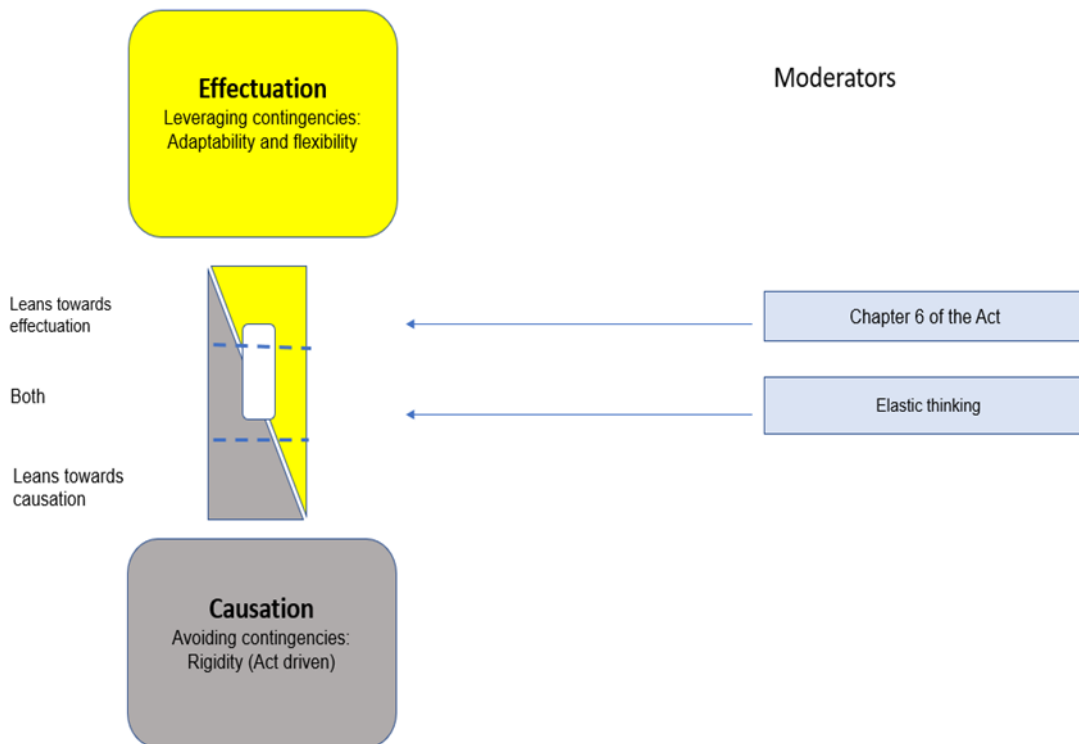 Effectuation
Leveraging contingencies:
Adaptability and flexibility
Moderators
Leans towards
effectuation
Chapter 6 of the Act
Both
Elastic thinking
Leans towards
causation
Causation
Avoiding contingencies:
Rigidity (Act driven)